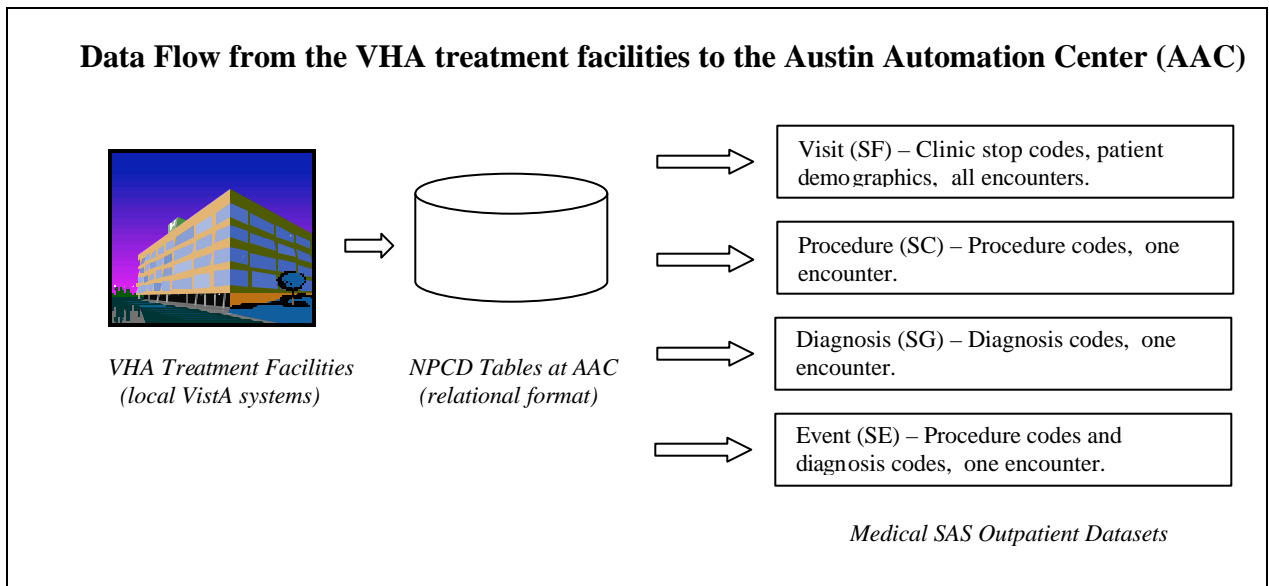 Data Flow from the VHA treatment facilities to the Austin Automation Center (AAC)
Visit (SF) – Clinic stop codes, patient
demographics, all encounters.
Procedure (SC) – Procedure codes, one
encounter.
Diagnosis (SG) – Diagnosis codes, one
encounter.
Event (SE) – Procedure codes and
diagnosis codes, one encounter.
VHA Treatment Facilities
(local VistA systems)
NPCD Tables at AAC
(relational format)
Medical SAS Outpatient Datasets